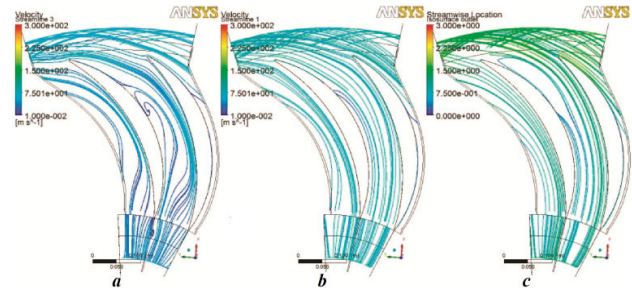 Velocity
Streamline 3
3.000e+002
2.250e+002
1.500e+002
7.501e+001
1.000e-002
[m s^-1]
ANSYS
0
0.050
a
Velocity
Streamline 1
3.000e+002
2.250e+002
1.500e+002
7.501e+001
1.000e-002
[m s^-1]
ANSYS
0
0.050
b
Streamwise Location
Isosurface outlet
3.000e+000
2.250e+000
1.500e+000
7.500e-001
0.000e+000
ANSYS
0
0.050
c